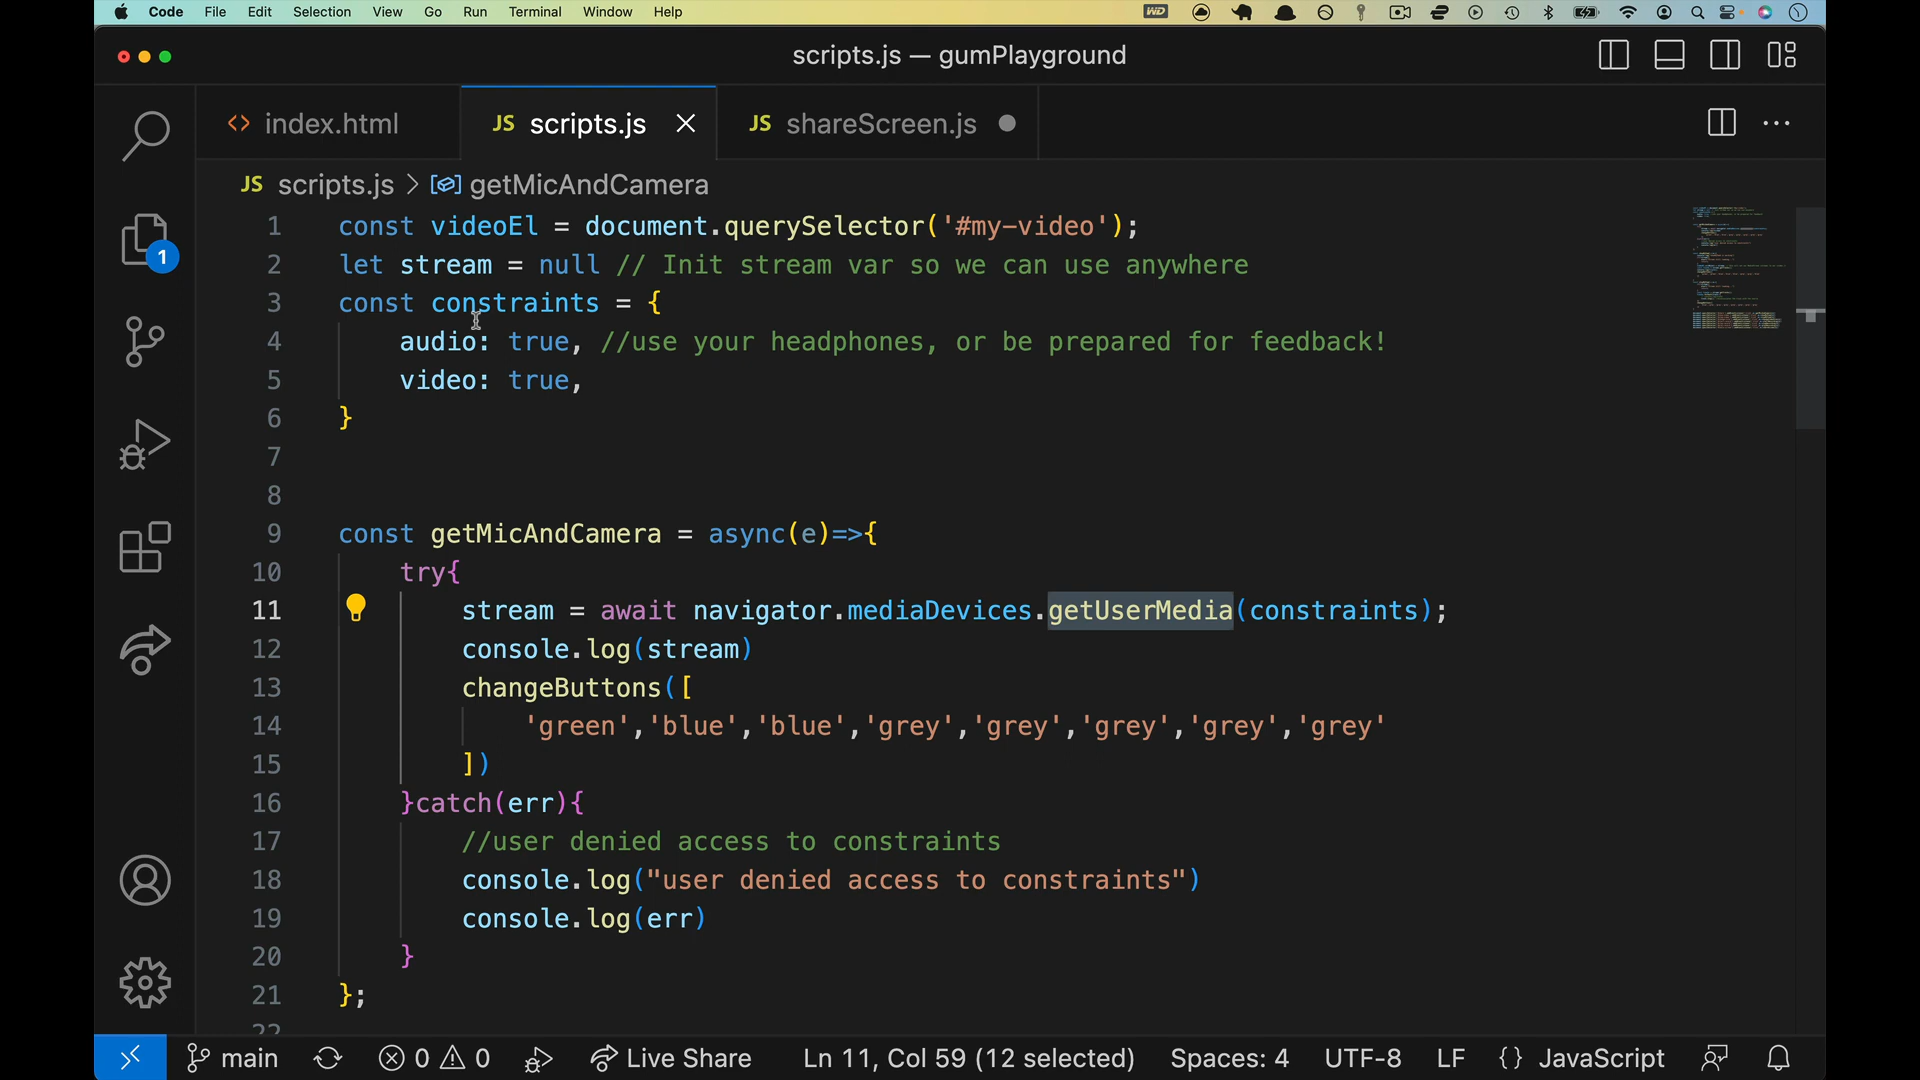 Code File Edit Selection View Go Run Terminal Window Help
scripts.js — gumPlayground
index.html JS scripts.js JS shareScreen.js
JS scripts.js > getMicAndCamera
1 const videoEl = document.querySelector('#my-video');
2 let stream = null // Init stream var so we can use anywhere
3 const constraints = {
4 audio: true, //use your headphones, or be prepared for feedback!
5 video: true,
6 }
7
8
9 const getMicAndCamera = async(e)=>{
10 try{
11 stream = await navigator.mediaDevices.getUserMedia(constraints);
12 console.log(stream)
13 changeButtons([
14 'green','blue','blue','grey','grey','grey','grey','grey'
15 ])
16 }catch(err){
17 //user denied access to constraints
18 console.log("user denied access to constraints")
19 console.log(err)
20 }
21 };
22
1
main 0 0 Live Share Ln 11, Col 59 (12 selected) Spaces: 4 UTF-8 LF {} JavaScript